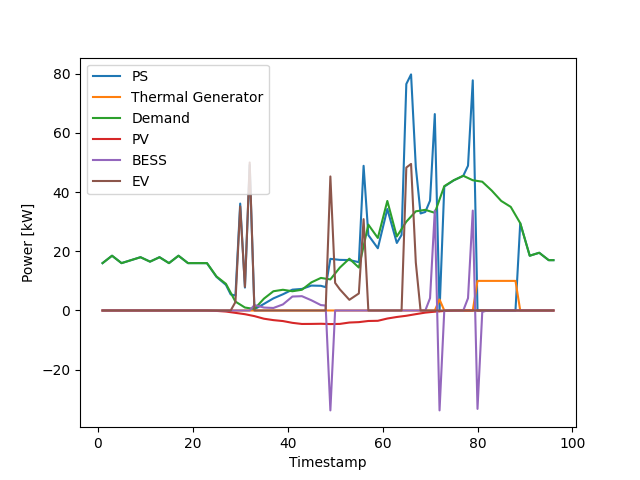 80
60
40
20
0
−20
Power [kW]
PS
Thermal Generator
Demand
PV
BESS
EV
0 20 40 60 80 100
Timestamp